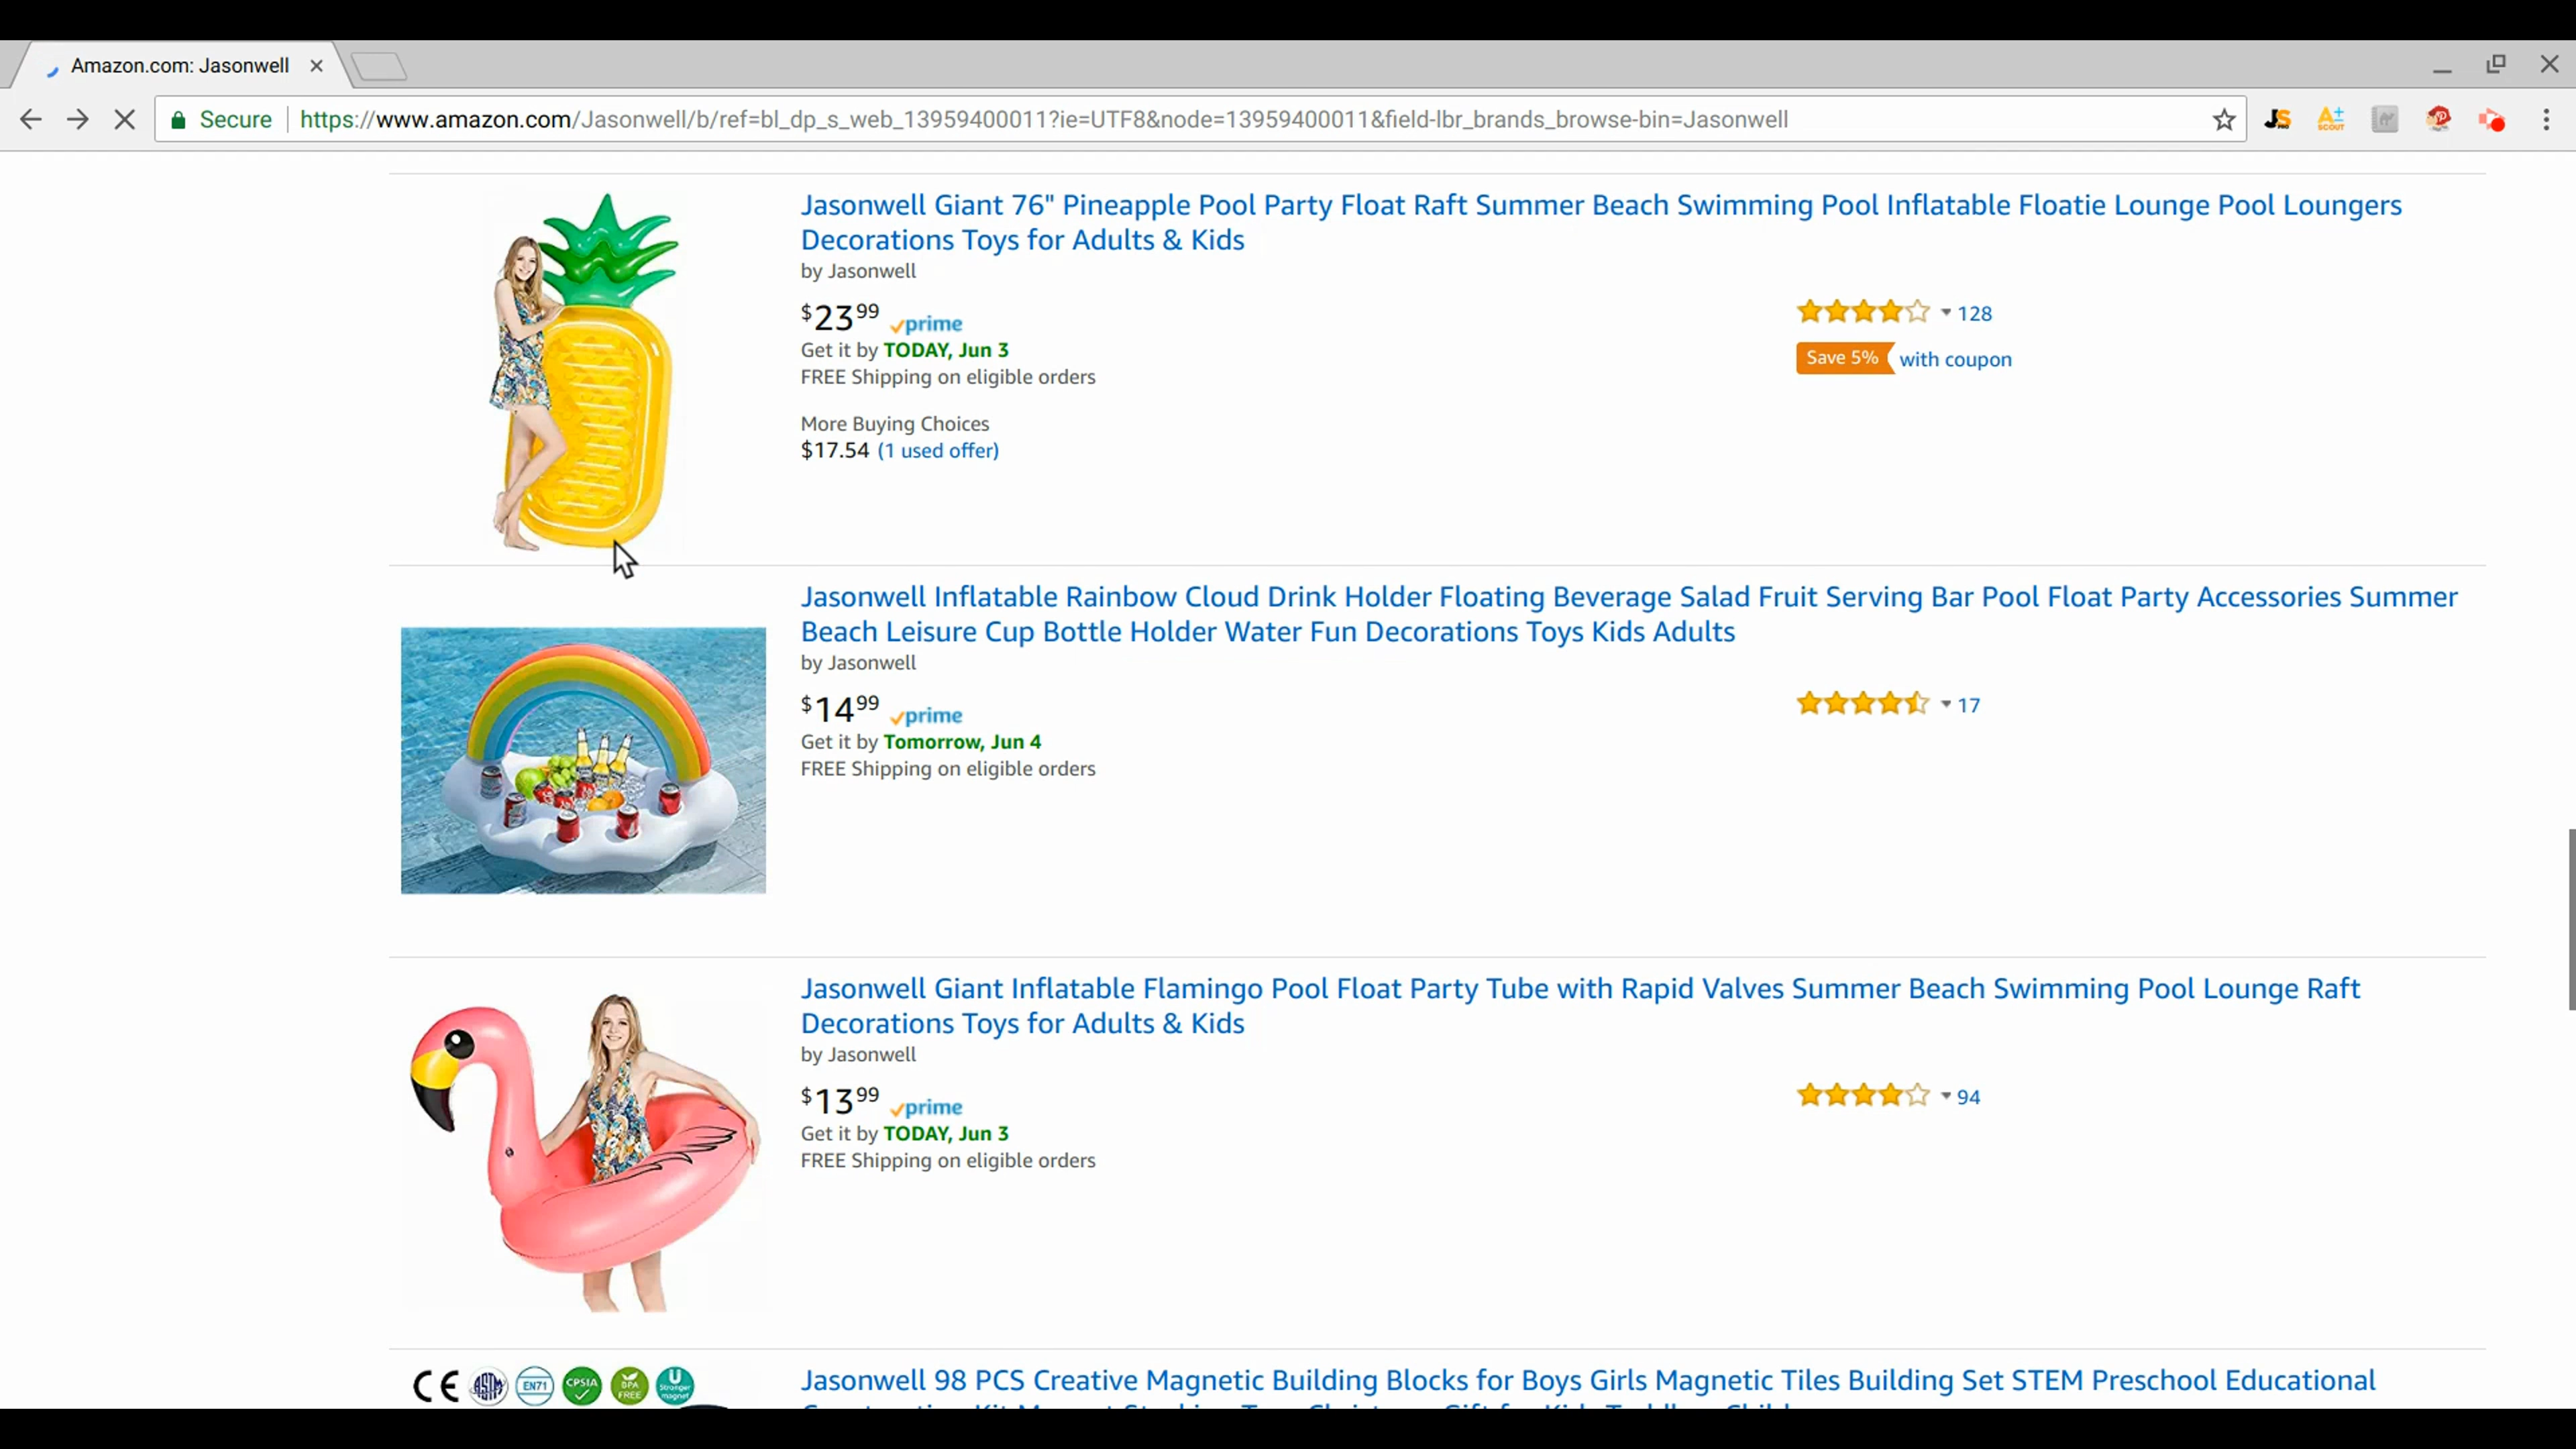 Amazon.com: Jasonwell
Secure https://www.amazon.com/Jasonwell/b/ref=bl_dp_s_web_13959400011?ie=UTF8&node=13959400011&field-lbr_brands_browse-bin=Jasonwell
Jasonwell Giant 76" Pineapple Pool Party Float Raft Summer Beach Swimming Pool Inflatable Floatie Lounge Pool Loungers
Decorations Toys for Adults & Kids
by Jasonwell
$23 99 prime
128
Get it by TODAY, Jun 3
Save 5% with coupon
FREE Shipping on eligible orders
More Buying Choices
$17.54 (1 used offer)
Jasonwell Inflatable Rainbow Cloud Drink Holder Floating Beverage Salad Fruit Serving Bar Pool Float Party Accessories Summer
Beach Leisure Cup Bottle Holder Water Fun Decorations Toys Kids Adults
by Jasonwell
$14 99 prime
17
Get it by Tomorrow, Jun 4
FREE Shipping on eligible orders
Jasonwell Giant Inflatable Flamingo Pool Float Party Tube with Rapid Valves Summer Beach Swimming Pool Lounge Raft
Decorations Toys for Adults & Kids
by Jasonwell
$13 99 prime
94
Get it by TODAY, Jun 3
FREE Shipping on eligible orders
CE ASTM EN71 CPSIA BPA FREE U Stronger magnet
Jasonwell 98 PCS Creative Magnetic Building Blocks for Boys Girls Magnetic Tiles Building Set STEM Preschool Educational